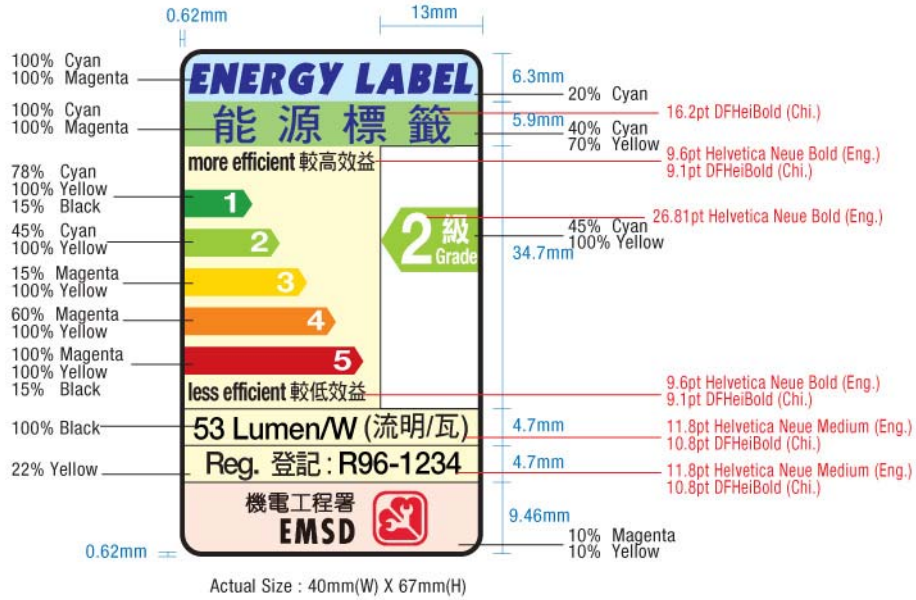 0.62mm
13mm
100% Cyan
100% Magenta
ENERGY LABEL
6.3mm
20% Cyan
100% Cyan
100% Magenta
能源標籤
5.9mm
16.2pt DFHeiBold (Chi.)
40% Cyan
70% Yellow
more efficient 較高效益
9.6pt Helvetica Neue Bold (Eng.)
9.1pt DFHeiBold (Chi.)
78% Cyan
100% Yellow
15% Black
1
45% Cyan
100% Yellow
2
2 級
Grade
26.81pt Helvetica Neue Bold (Eng.)
45% Cyan
100% Yellow
34.7mm
15% Magenta
100% Yellow
3
60% Magenta
100% Yellow
4
100% Magenta
100% Yellow
15% Black
5
less efficient 較低效益
9.6pt Helvetica Neue Bold (Eng.)
9.1pt DFHeiBold (Chi.)
100% Black
53 Lumen/W (流明/瓦)
4.7mm
11.8pt Helvetica Neue Medium (Eng.)
10.8pt DFHeiBold (Chi.)
22% Yellow
Reg. 登記 : R96-1234
4.7mm
11.8pt Helvetica Neue Medium (Eng.)
10.8pt DFHeiBold (Chi.)
機電工程署
EMSD
9.46mm
10% Magenta
10% Yellow
0.62mm
Actual Size : 40mm(W) X 67mm(H)